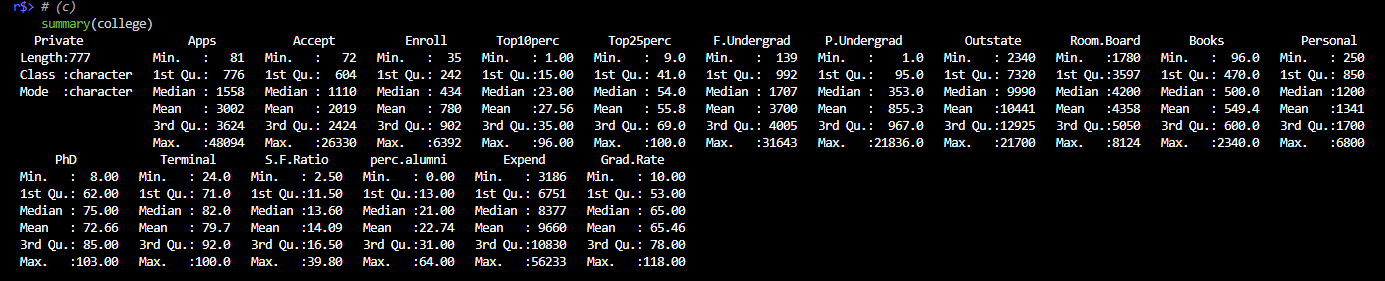 r$> # (c)
    summary(college)
   Private               Apps           Accept          Enroll       Top10perc       Top25perc      F.Undergrad     P.Undergrad         Outstate       Room.Board       Books           Personal
 Length:777         Min.   :   81   Min.   :   72   Min.   :  35   Min.   : 1.00   Min.   :  9.0   Min.   :  139   Min.   :    1.0   Min.   : 2340   Min.   :1780   Min.   :  96.0   Min.   : 250
 Class :character   1st Qu.:  776   1st Qu.:  604   1st Qu.: 242   1st Qu.:15.00   1st Qu.: 41.0   1st Qu.:  992   1st Qu.:   95.0   1st Qu.: 7320   1st Qu.:3597   1st Qu.: 470.0   1st Qu.: 850
 Mode  :character   Median : 1558   Median : 1110   Median : 434   Median :23.00   Median : 54.0   Median : 1707   Median :  353.0   Median : 9990   Median :4200   Median : 500.0   Median :1200
                    Mean   : 3002   Mean   : 2019   Mean   : 780   Mean   :27.56   Mean   : 55.8   Mean   : 3700   Mean   :  855.3   Mean   :10441   Mean   :4358   Mean   : 549.4   Mean   :1341
                    3rd Qu.: 3624   3rd Qu.: 2424   3rd Qu.: 902   3rd Qu.:35.00   3rd Qu.: 69.0   3rd Qu.: 4005   3rd Qu.:  967.0   3rd Qu.:12925   3rd Qu.:5050   3rd Qu.: 600.0   3rd Qu.:1700
                    Max.   :48094   Max.   :26330   Max.   :6392   Max.   :96.00   Max.   :100.0   Max.   :31643   Max.   :21836.0   Max.   :21700   Max.   :8124   Max.   :2340.0   Max.   :6800
      PhD            Terminal       S.F.Ratio      perc.alumni        Expend        Grad.Rate
 Min.   :  8.00   Min.   : 24.0   Min.   : 2.50   Min.   : 0.00   Min.   : 3186   Min.   : 10.00
 1st Qu.: 62.00   1st Qu.: 71.0   1st Qu.:11.50   1st Qu.:13.00   1st Qu.: 6751   1st Qu.: 53.00
 Median : 75.00   Median : 82.0   Median :13.60   Median :21.00   Median : 8377   Median : 65.00
 Mean   : 72.66   Mean   : 79.7   Mean   :14.09   Mean   :22.74   Mean   : 9660   Mean   : 65.46
 3rd Qu.: 85.00   3rd Qu.: 92.0   3rd Qu.:16.50   3rd Qu.:31.00   3rd Qu.:10830   3rd Qu.: 78.00
 Max.   :103.00   Max.   :100.0   Max.   :39.80   Max.   :64.00   Max.   :56233   Max.   :118.00